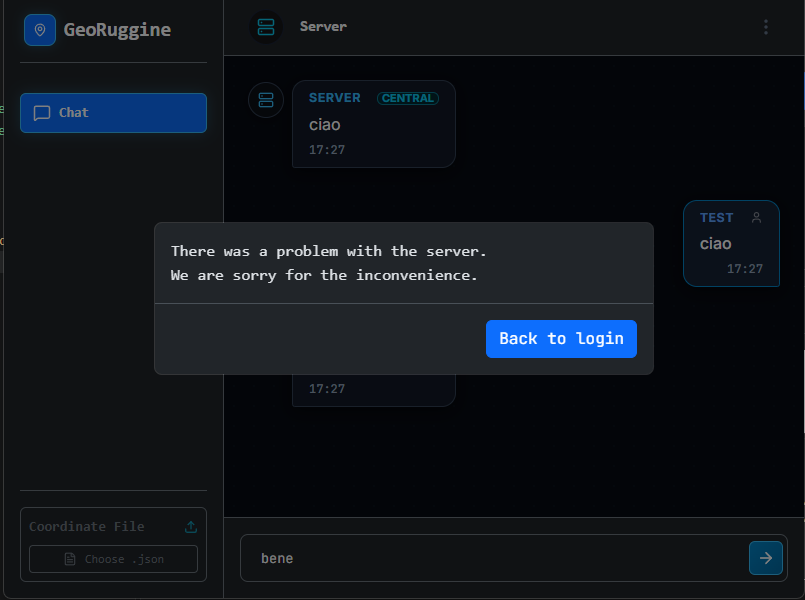 GeoRuggine
Server
Chat
SERVER CENTRAL
ciao
17:27
TEST
ciao
17:27
There was a problem with the server.
We are sorry for the inconvenience.
Back to login
17:27
Coordinate File
Choose .json
bene